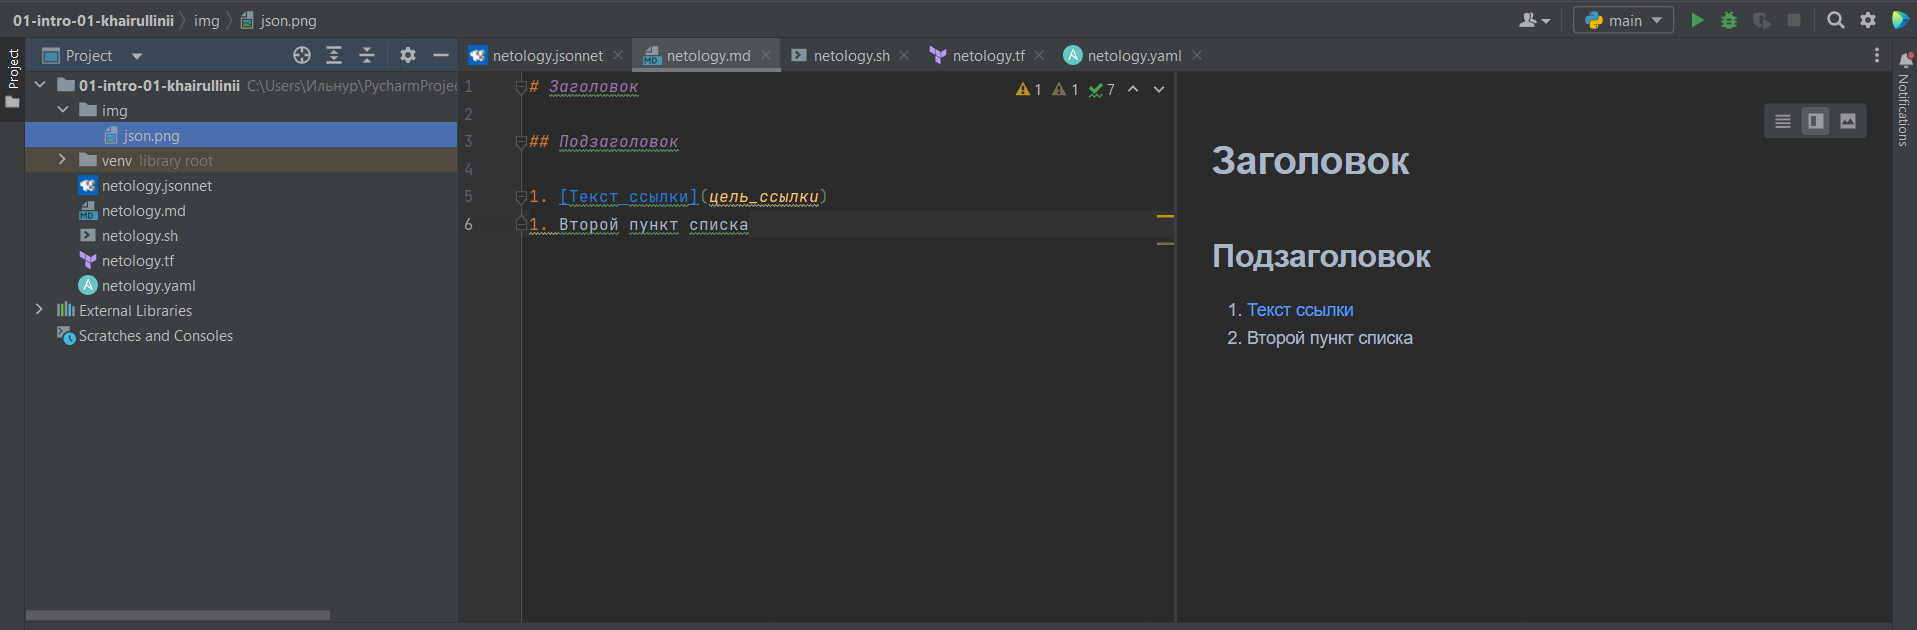 01-intro-01-khairullinii img json.png
main
Project
Project
Notifications
01-intro-01-khairullinii C:\Users\Ильнур\PycharmProjec
img
json.png
venv library root
netology.jsonnet
netology.md
netology.sh
netology.tf
netology.yaml
External Libraries
Scratches and Consoles
netology.jsonnet netology.md netology.sh netology.tf netology.yaml
1 # Заголовок
2
3 ## Подзаголовок
4
5 1. [Текст ссылки](цель_ссылки)
6 1. Второй пункт списка
1 1 7
Заголовок
Подзаголовок
1. Текст ссылки
2. Второй пункт списка